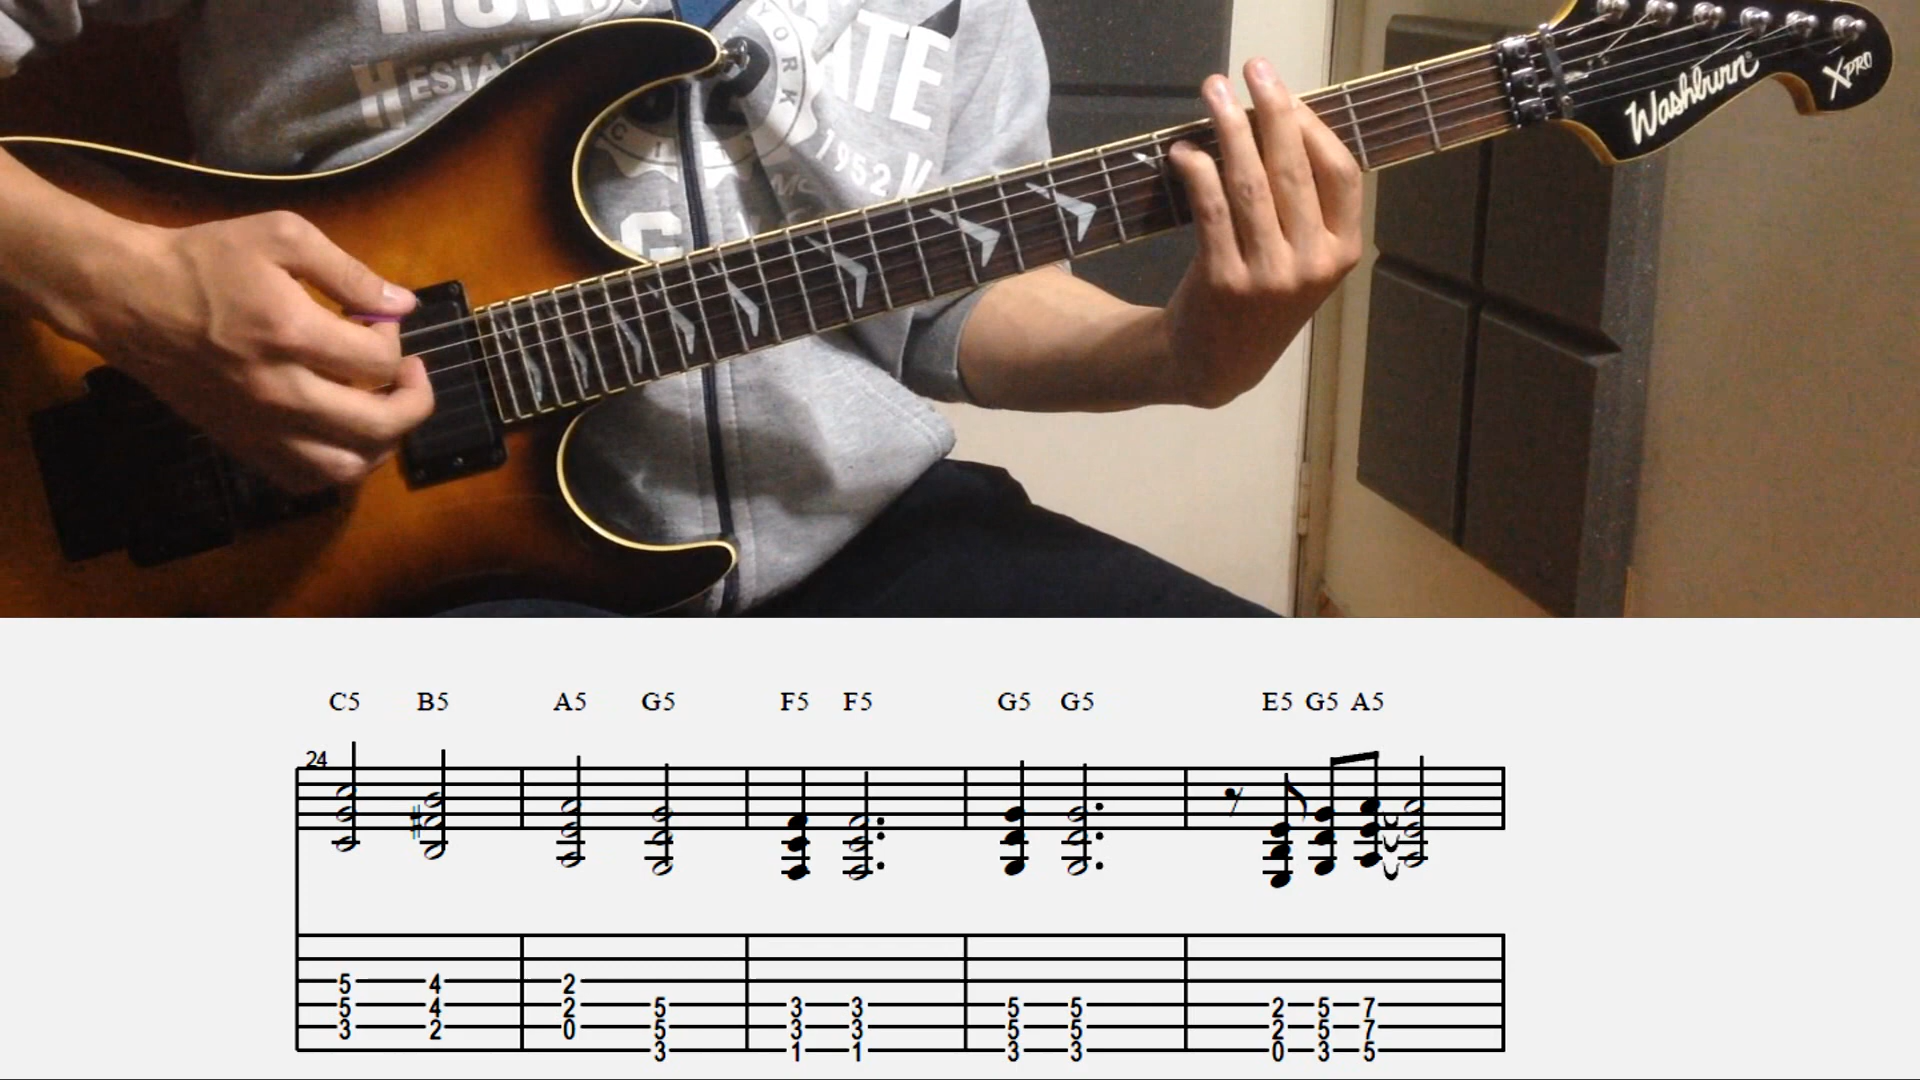 ESTAT
ATE
YORK
1952
G
Washburn
XPRO
C5 B5 A5 G5 F5 F5 G5 G5 E5 G5 A5
24
5 4 2
5 4 2 5 3 3 5 5 2 5 7
3 2 0 5 3 3 5 5 2 5 7
3 1 1 3 3 0 3 5